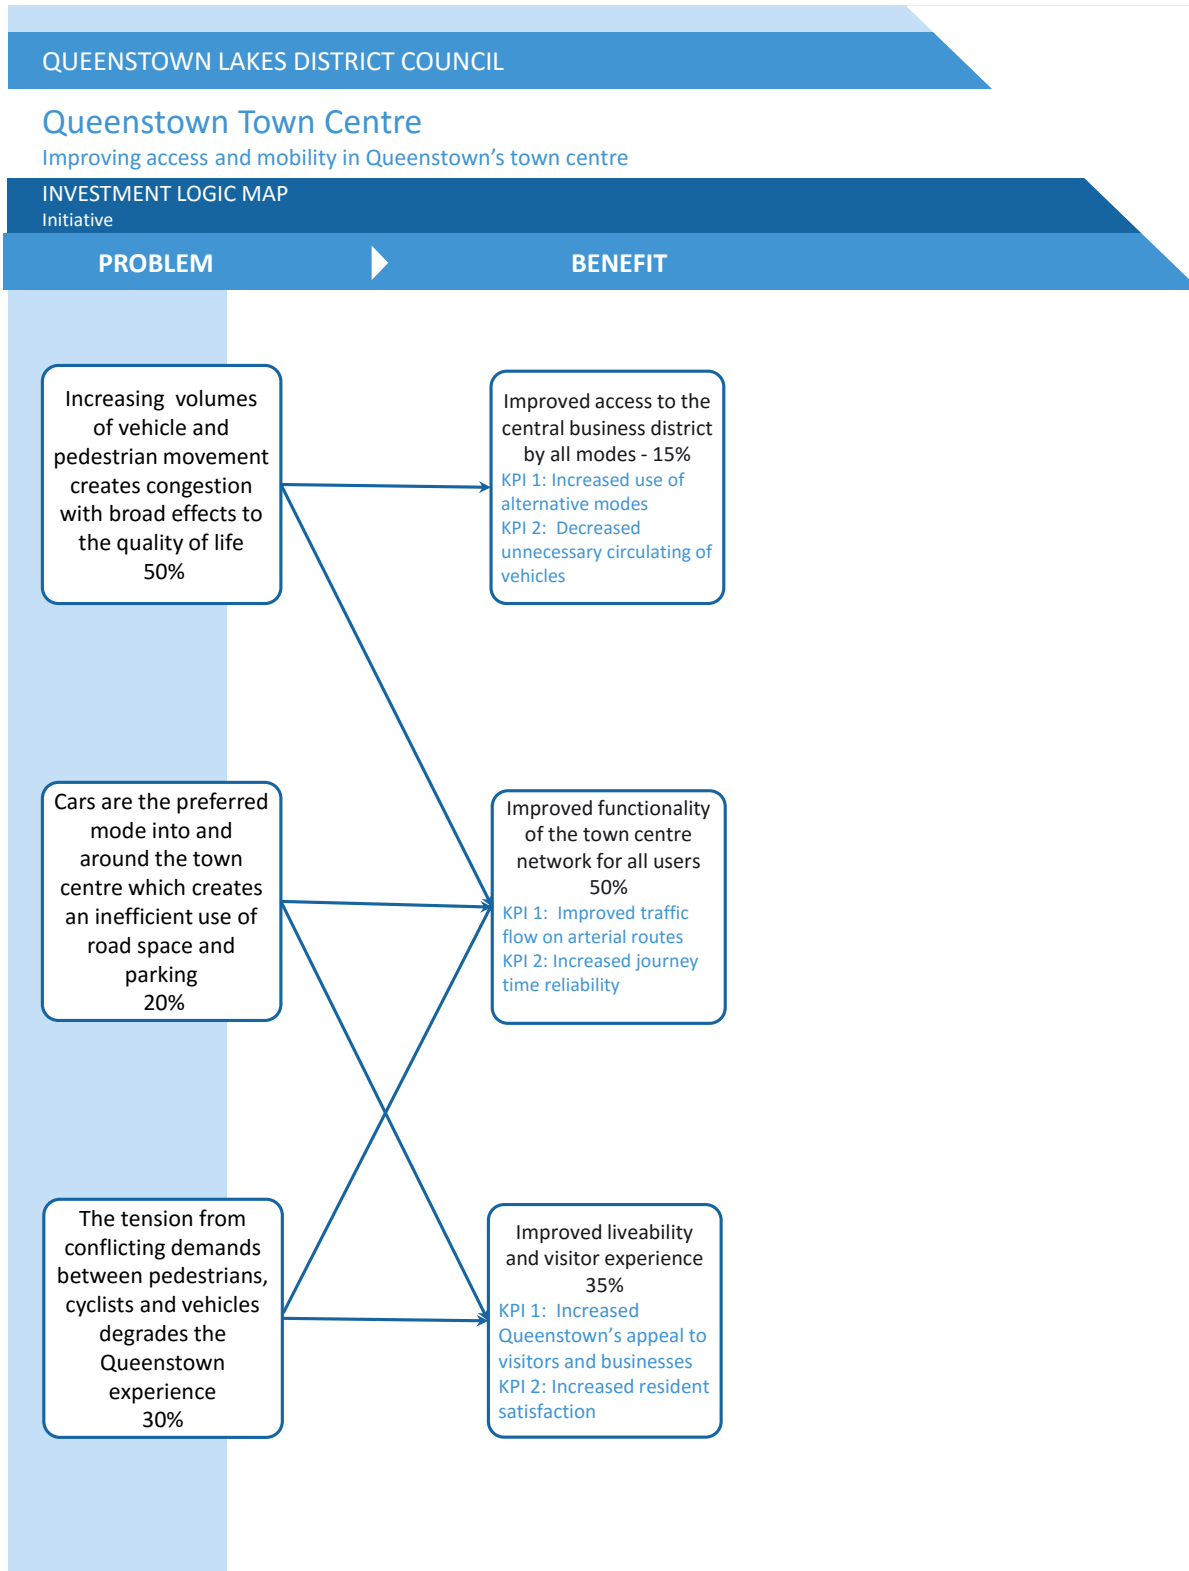 QUEENSTOWN LAKES DISTRICT COUNCIL
Queenstown Town Centre
Improving access and mobility in Queenstown’s town centre
INVESTMENT LOGIC MAP
Initiative
PROBLEM
BENEFIT
Increasing volumes
of vehicle and
pedestrian movement
creates congestion
with broad effects to
the quality of life
50%
Improved access to the
central business district
by all modes - 15%
KPI 1: Increased use of
alternative modes
KPI 2: Decreased
unnecessary circulating of
vehicles
Cars are the preferred
mode into and
around the town
centre which creates
an inefficient use of
road space and
parking
20%
Improved functionality
of the town centre
network for all users
50%
KPI 1: Improved traffic
flow on arterial routes
KPI 2: Increased journey
time reliability
The tension from
conflicting demands
between pedestrians,
cyclists and vehicles
degrades the
Queenstown
experience
30%
Improved liveability
and visitor experience
35%
KPI 1: Increased
Queenstown’s appeal to
visitors and businesses
KPI 2: Increased resident
satisfaction